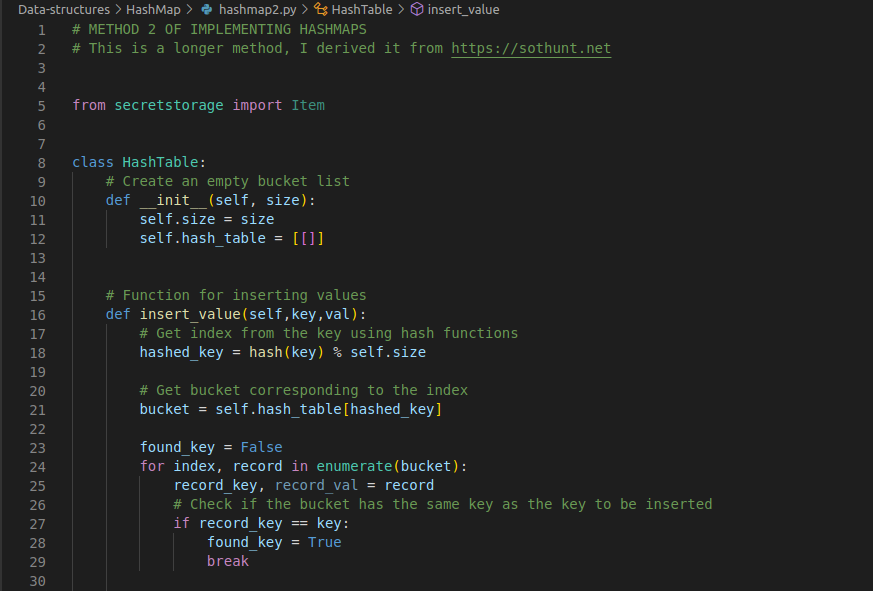 Data-structures > HashMap > hashmap2.py > HashTable > insert_value
1 # METHOD 2 OF IMPLEMENTING HASHMAPS
2 # This is a longer method, I derived it from https://sothunt.net
3
4
5 from secretstorage import Item
6
7
8 class HashTable:
9     # Create an empty bucket list
10     def __init__(self, size):
11         self.size = size
12         self.hash_table = [[]]
13
14
15     # Function for inserting values
16     def insert_value(self,key,val):
17         # Get index from the key using hash functions
18         hashed_key = hash(key) % self.size
19
20         # Get bucket corresponding to the index
21         bucket = self.hash_table[hashed_key]
22
23         found_key = False
24         for index, record in enumerate(bucket):
25             record_key, record_val = record
26             # Check if the bucket has the same key as the key to be inserted
27             if record_key == key:
28                 found_key = True
29                 break
30